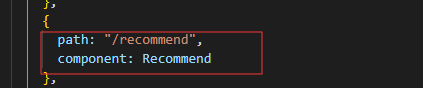 },
{
path: "/recommend",
component: Recommend
},